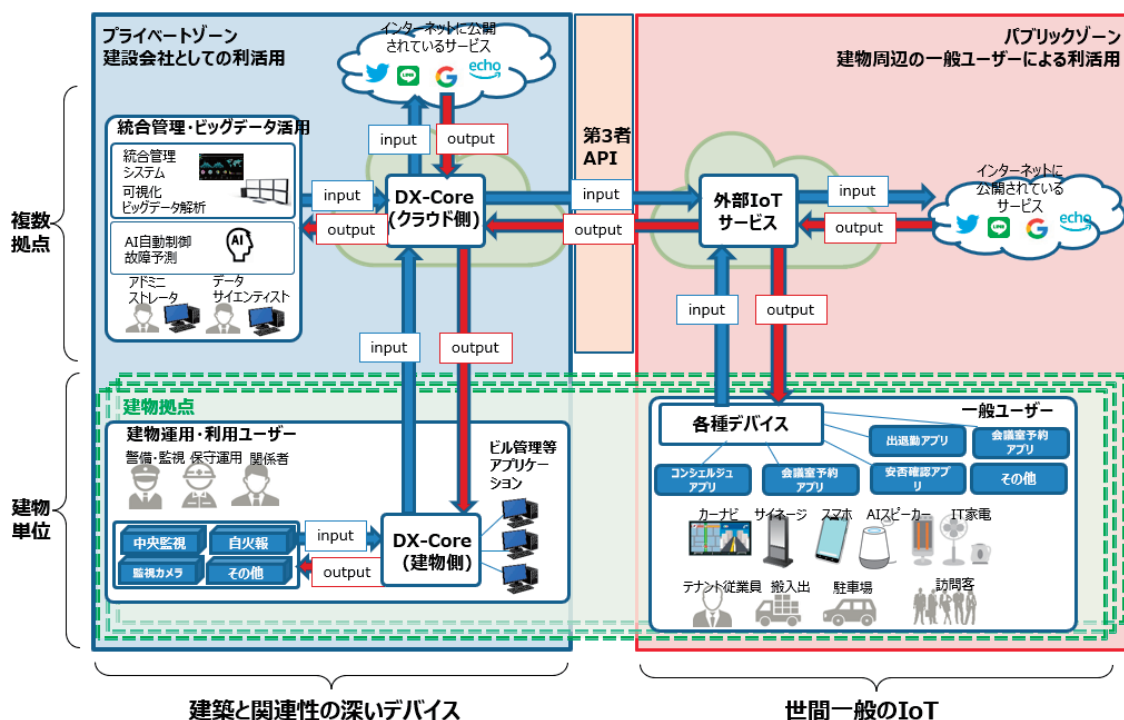 プライベートゾーン
建設会社としての利活用
インターネットに公開
されているサービス
LINE
G
echo
パブリックゾーン
建物周辺の一般ユーザーによる利活用
複数
拠点
統合管理・ビッグデータ活用
統合管理
システム
可視化
ビッグデータ解析
AI自動制御
故障予測
AI
アドミニ
ストレータ
データ
サイエンティスト
input
output
input
output
DX-Core
(クラウド側)
第3者
API
input
output
外部IoT
サービス
input
output
インターネットに
公開されている
サービス
LINE
G
echo
input
output
input
output
建物
単位
建物拠点
建物運用・利用ユーザー
警備・監視
保守運用
関係者
ビル管理等
アプリケー
ション
中央監視
自火報
監視カメラ
その他
input
output
DX-Core
(建物側)
一般ユーザー
各種デバイス
出退勤アプリ
会議室予約
アプリ
コンシェルジュ
アプリ
会議室予約
アプリ
安否確認アプ
リ
その他
カーナビ
サイネージ
スマホ
AIスピーカー
IT家電
テナント従業員
搬入出
駐車場
訪問客
建築と関連性の深いデバイス
世間一般のIoT